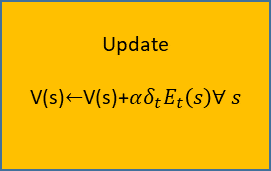 Update
V(s)←V(s)+𝛼𝛿ₜ𝐸ₜ(𝑠)∀ 𝑠